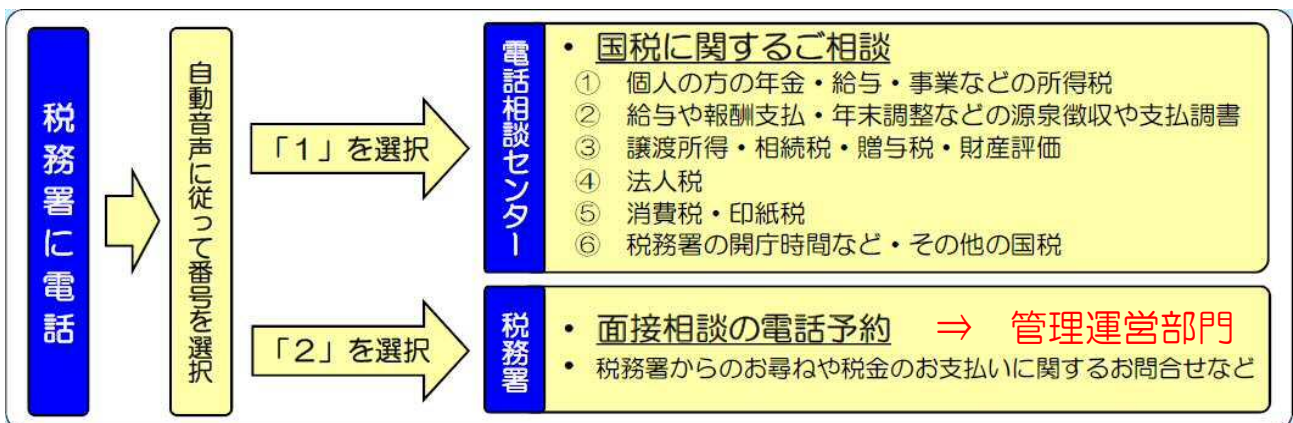 税務署に電話
自動音声に従って番号を選択
「1」を選択
電話相談センター
・ 国税に関するご相談
① 個人の方の年金・給与・事業などの所得税
② 給与や報酬支払・年末調整などの源泉徴収や支払調書
③ 譲渡所得・相続税・贈与税・財産評価
④ 法人税
⑤ 消費税・印紙税
⑥ 税務署の開庁時間など・その他の国税
「2」を選択
税務署
・ 面接相談の電話予約 ⇒ 管理運営部門
・ 税務署からのお尋ねや税金のお支払いに関するお問合せなど